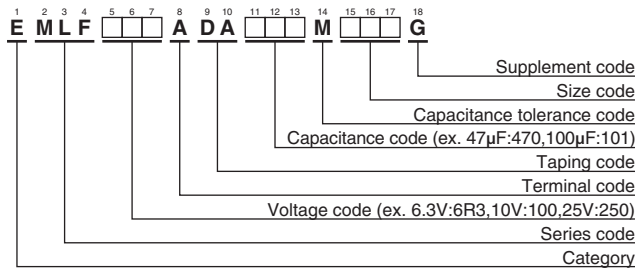 1 2 3 4 5 6 7 8 9 10 11 12 13 14 15 16 17 18
E M L F A D A M G
Supplement code
Size code
Capacitance tolerance code
Capacitance code (ex. 47μF:470,100μF:101)
Taping code
Terminal code
Voltage code (ex. 6.3V:6R3,10V:100,25V:250)
Series code
Category